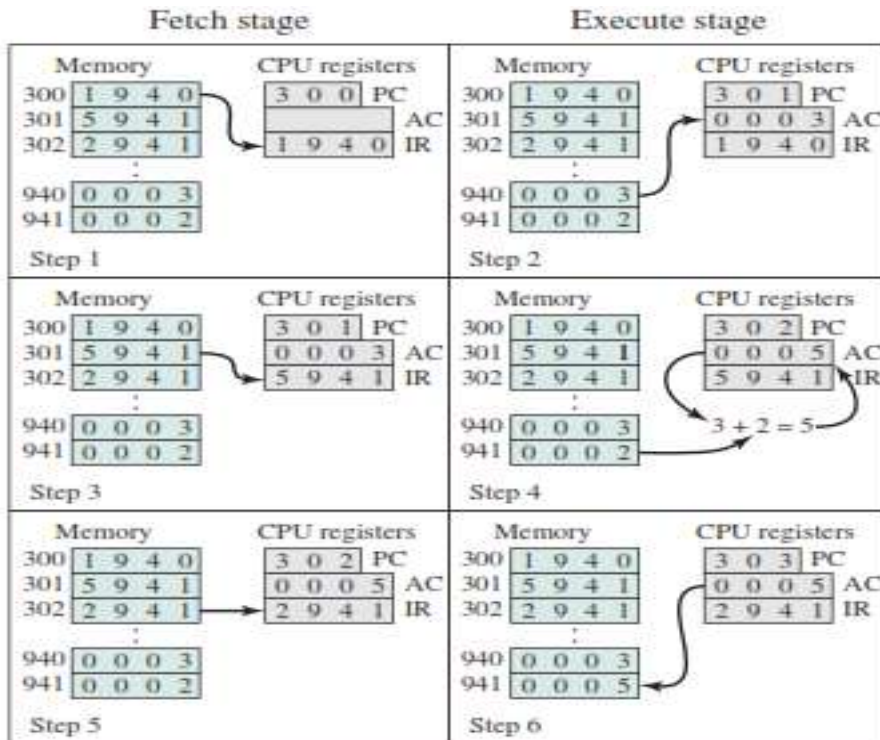 Fetch stage
Execute stage
Memory CPU registers
300 1 9 4 0 3 0 0 PC
301 5 9 4 1 AC
302 2 9 4 1 1 9 4 0 IR
:
940 0 0 0 3
941 0 0 0 2
Step 1
Memory CPU registers
300 1 9 4 0 3 0 1 PC
301 5 9 4 1 0 0 0 3 AC
302 2 9 4 1 1 9 4 0 IR
:
940 0 0 0 3
941 0 0 0 2
Step 2
Memory CPU registers
300 1 9 4 0 3 0 1 PC
301 5 9 4 1 0 0 0 3 AC
302 2 9 4 1 5 9 4 1 IR
:
940 0 0 0 3
941 0 0 0 2
Step 3
Memory CPU registers
300 1 9 4 0 3 0 2 PC
301 5 9 4 1 0 0 0 5 AC
302 2 9 4 1 5 9 4 1 IR
:
940 0 0 0 3 3 + 2 = 5
941 0 0 0 2
Step 4
Memory CPU registers
300 1 9 4 0 3 0 2 PC
301 5 9 4 1 0 0 0 5 AC
302 2 9 4 1 2 9 4 1 IR
:
940 0 0 0 3
941 0 0 0 2
Step 5
Memory CPU registers
300 1 9 4 0 3 0 3 PC
301 5 9 4 1 0 0 0 5 AC
302 2 9 4 1 2 9 4 1 IR
:
940 0 0 0 3
941 0 0 0 5
Step 6